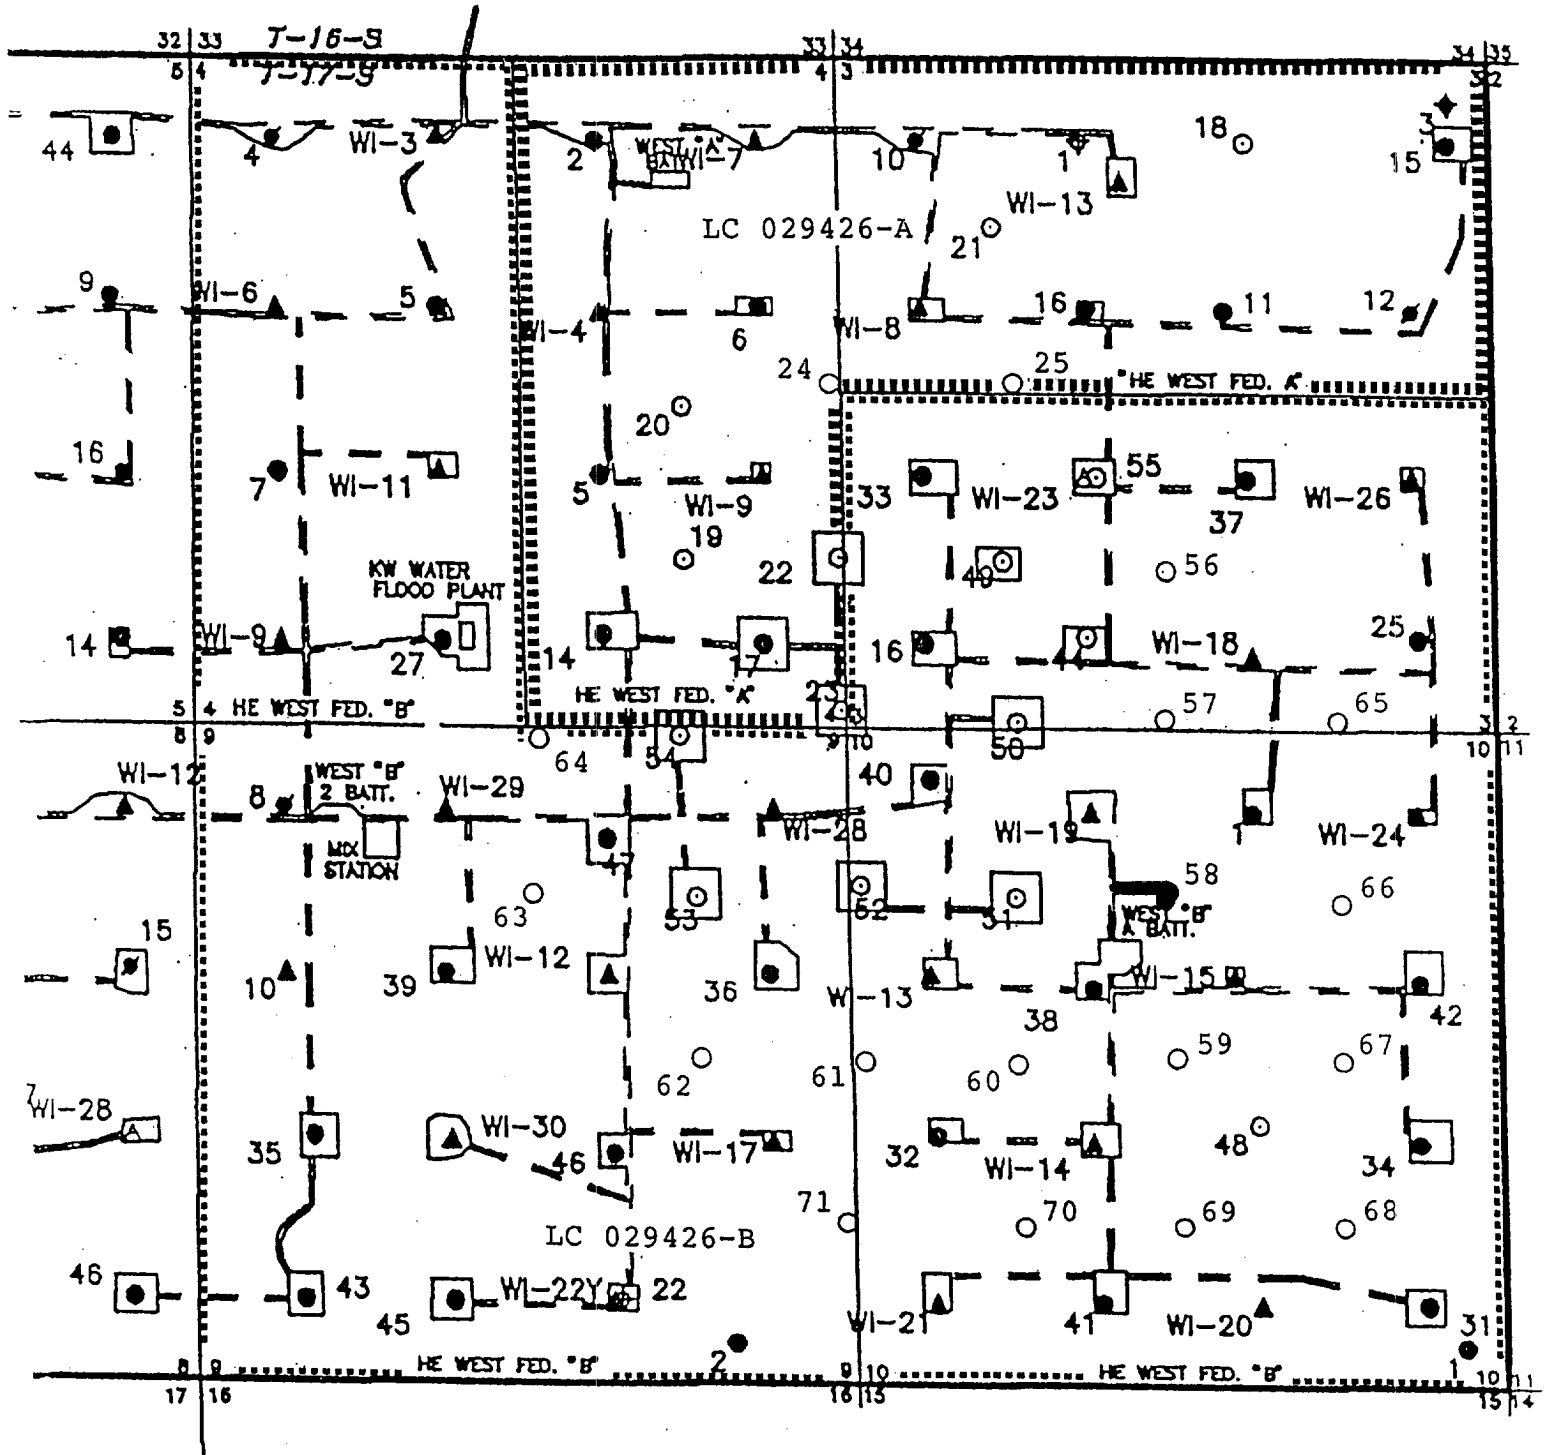 32 33 T-16-S 33 34 34 35
5 4 T-17-S 4 3 3 2
44 4 WI-3 2 WEST "A" BATT. WI-7 10 1 18 15
WI-13
LC 029426-A 21
9 WI-6 5 WI-4 6 WI-8 16 11 12
24 25 "HE WEST FED. A"
20
16 7 WI-11 5 WI-9 33 WI-23 55 37 WI-26
19 22 49 56
KW WATER
FLOOD PLANT
14 WI-9 27 14 17 16 44 WI-18 25
HE WEST FED. "A" 23 57 65
5 4 HE WEST FED. "B" 4 3 3 2
8 9 64 54 9 10 50 10 11
WI-12 8 WEST "B"
2 BATT. WI-29 40
MIX
STATION 47 WI-28 WI-19 1 WI-24
63 53 52 51 58 66
WEST "B"
A BATT.
15 10 39 WI-12 36 WI-13 38 WI-15 42
62 61 60 59 67
WI-28 35 WI-30 46 WI-17 32 WI-14 48 34
71 70 69 68
LC 029426-B
46 43 45 WI-22Y 22 WI-21 41 WI-20 31
2 1
8 9 HE WEST FED. "B" 9 10 HE WEST FED. "B" 10 11
17 16 16 15 15 14